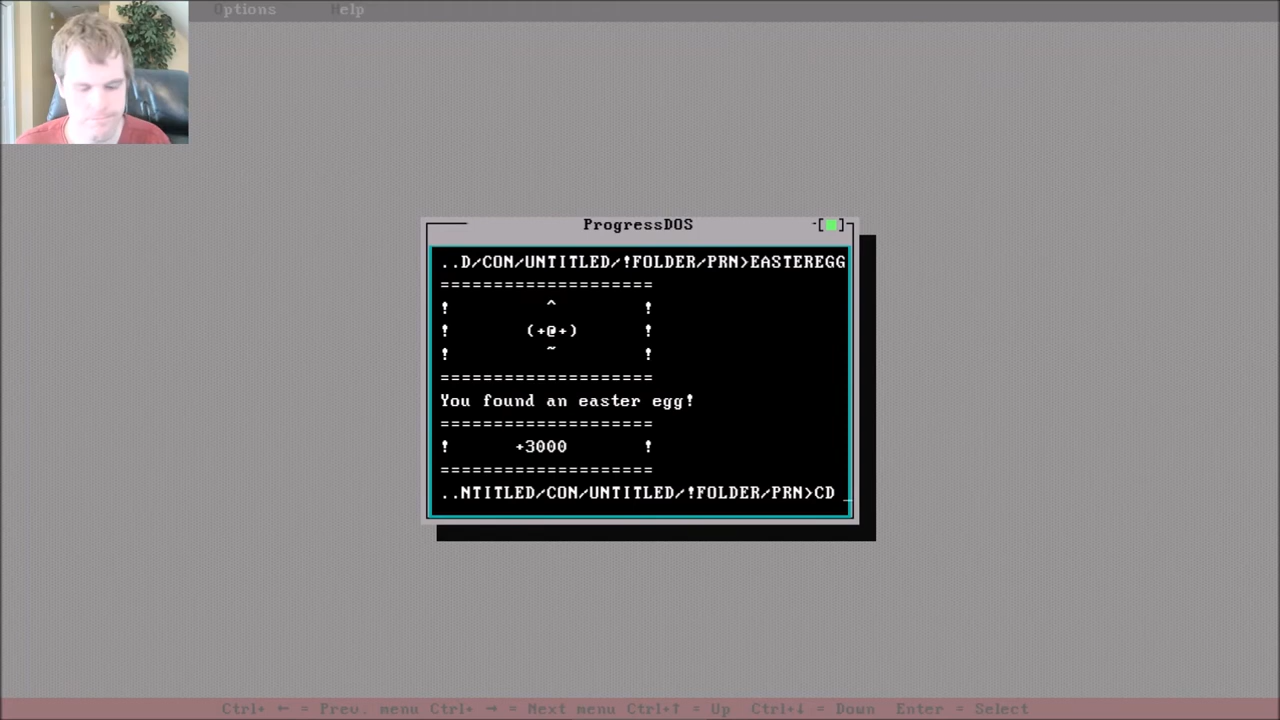 Options Help
ProgressDOS
-[■]
..D/CON/UNTITLED/!FOLDER/PRN>EASTEREGG
====================
! ^ !
! (+@+) !
! ~ !
====================
You found an easter egg!
====================
! +3000 !
====================
..NTITLED/CON/UNTITLED/!FOLDER/PRN>CD _
Ctrl+ ← = Prev. menu Ctrl+ → = Next menu Ctrl+↑ = Up Ctrl+↓ = Down Enter = Select